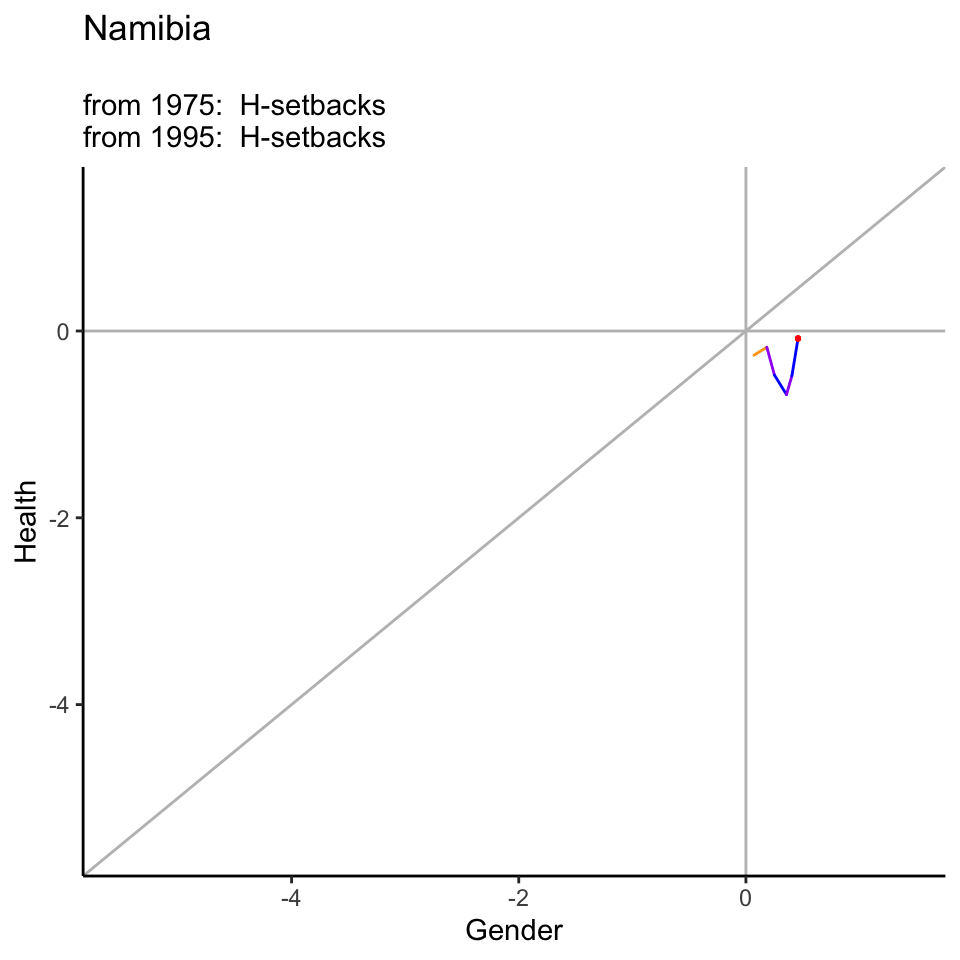 Namibia
from 1975:  H-setbacks
from 1995:  H-setbacks
0
-2
-4
Health
-4
-2
0
Gender